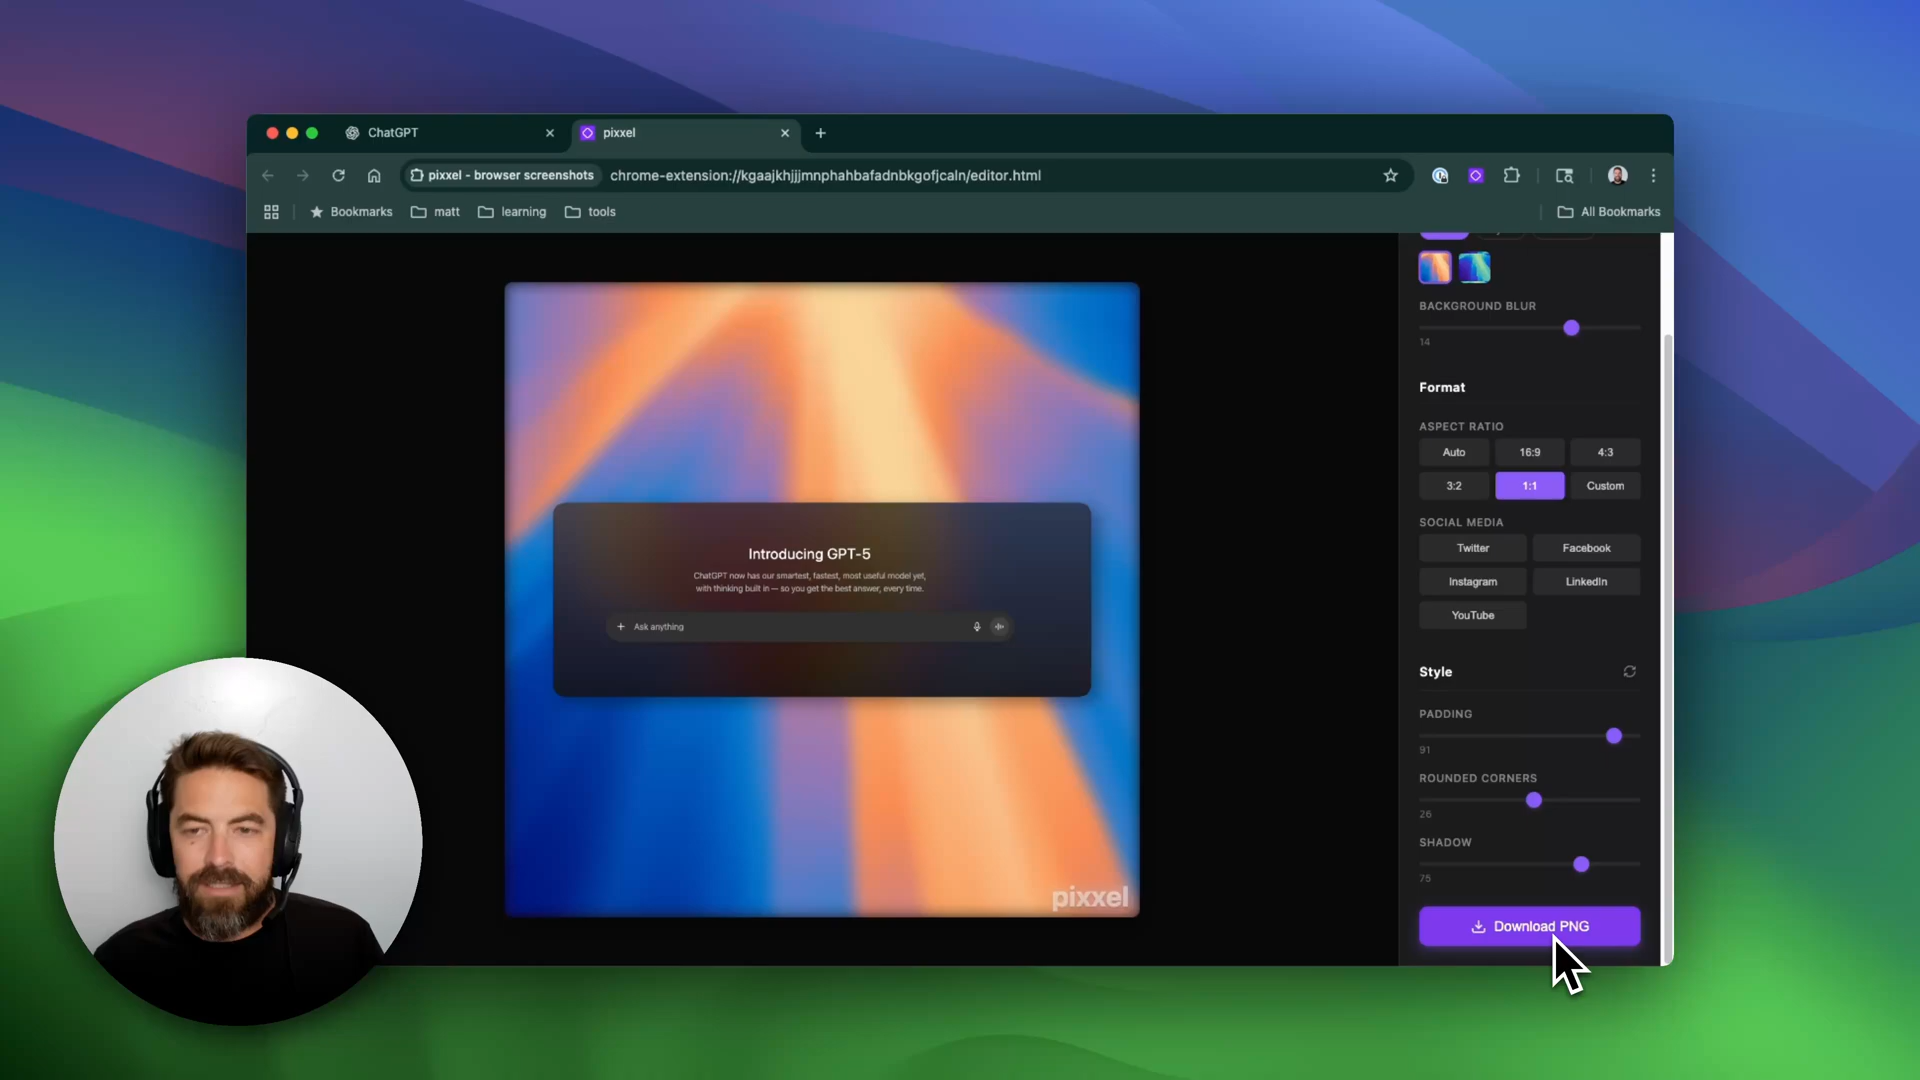 ChatGPT
pixxel
pixxel - browser screenshots
chrome-extension://kgaajkhjjjmnphahbafadnbkgofjcaln/editor.html
Bookmarks
matt
learning
tools
All Bookmarks
Introducing GPT-5
ChatGPT now has our smartest, fastest, most useful model yet,
with thinking built in — so you get the best answer, every time.
+ Ask anything
pixxel
BACKGROUND BLUR
14
Format
ASPECT RATIO
Auto 16:9 4:3
3:2 1:1 Custom
SOCIAL MEDIA
Twitter Facebook
Instagram LinkedIn
YouTube
Style
PADDING
91
ROUNDED CORNERS
26
SHADOW
75
Download PNG